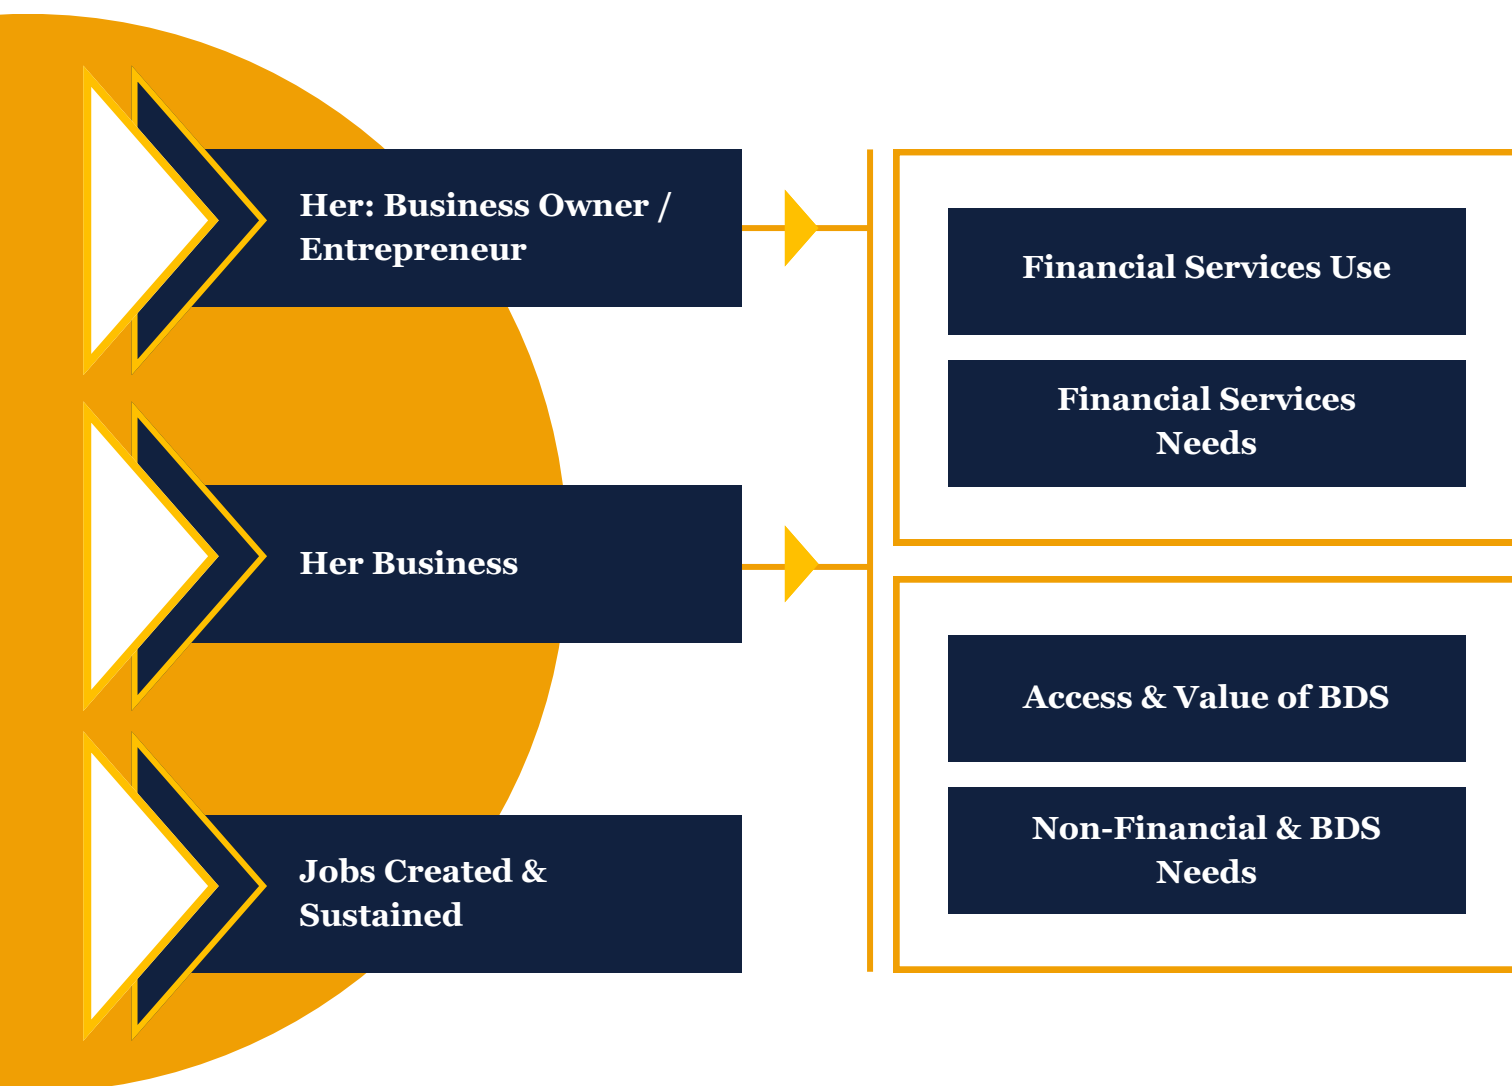 Her: Business Owner /
Entrepreneur
Her Business
Jobs Created &
Sustained
Financial Services Use
Financial Services
Needs
Access & Value of BDS
Non-Financial & BDS
Needs